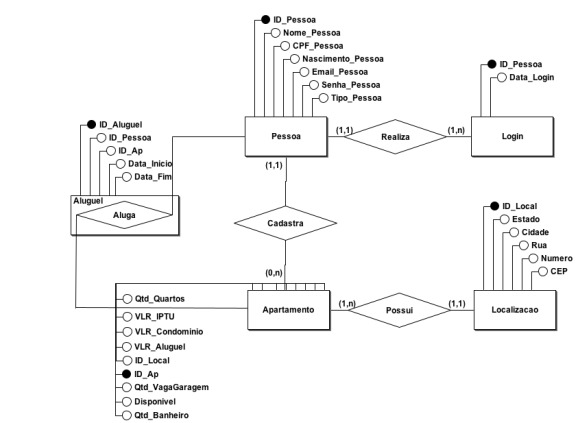 ID_Pessoa
Nome_Pessoa
CPF_Pessoa
Nascimento_Pessoa
Email_Pessoa
Senha_Pessoa
Tipo_Pessoa
ID_Pessoa
Data_Login
Pessoa
(1,1)
Realiza
(1,n)
Login
ID_Aluguel
ID_Pessoa
ID_Ap
Data_Inicio
Data_Fim
Aluguel
Aluga
(1,1)
Cadastra
(0,n)
ID_Local
Estado
Cidade
Rua
Numero
CEP
Apartamento
(1,n)
Possui
(1,1)
Localizacao
Qtd_Quartos
VLR_IPTU
VLR_Condominio
VLR_Aluguel
ID_Local
ID_Ap
Qtd_VagaGaragem
Disponivel
Qtd_Banheiro